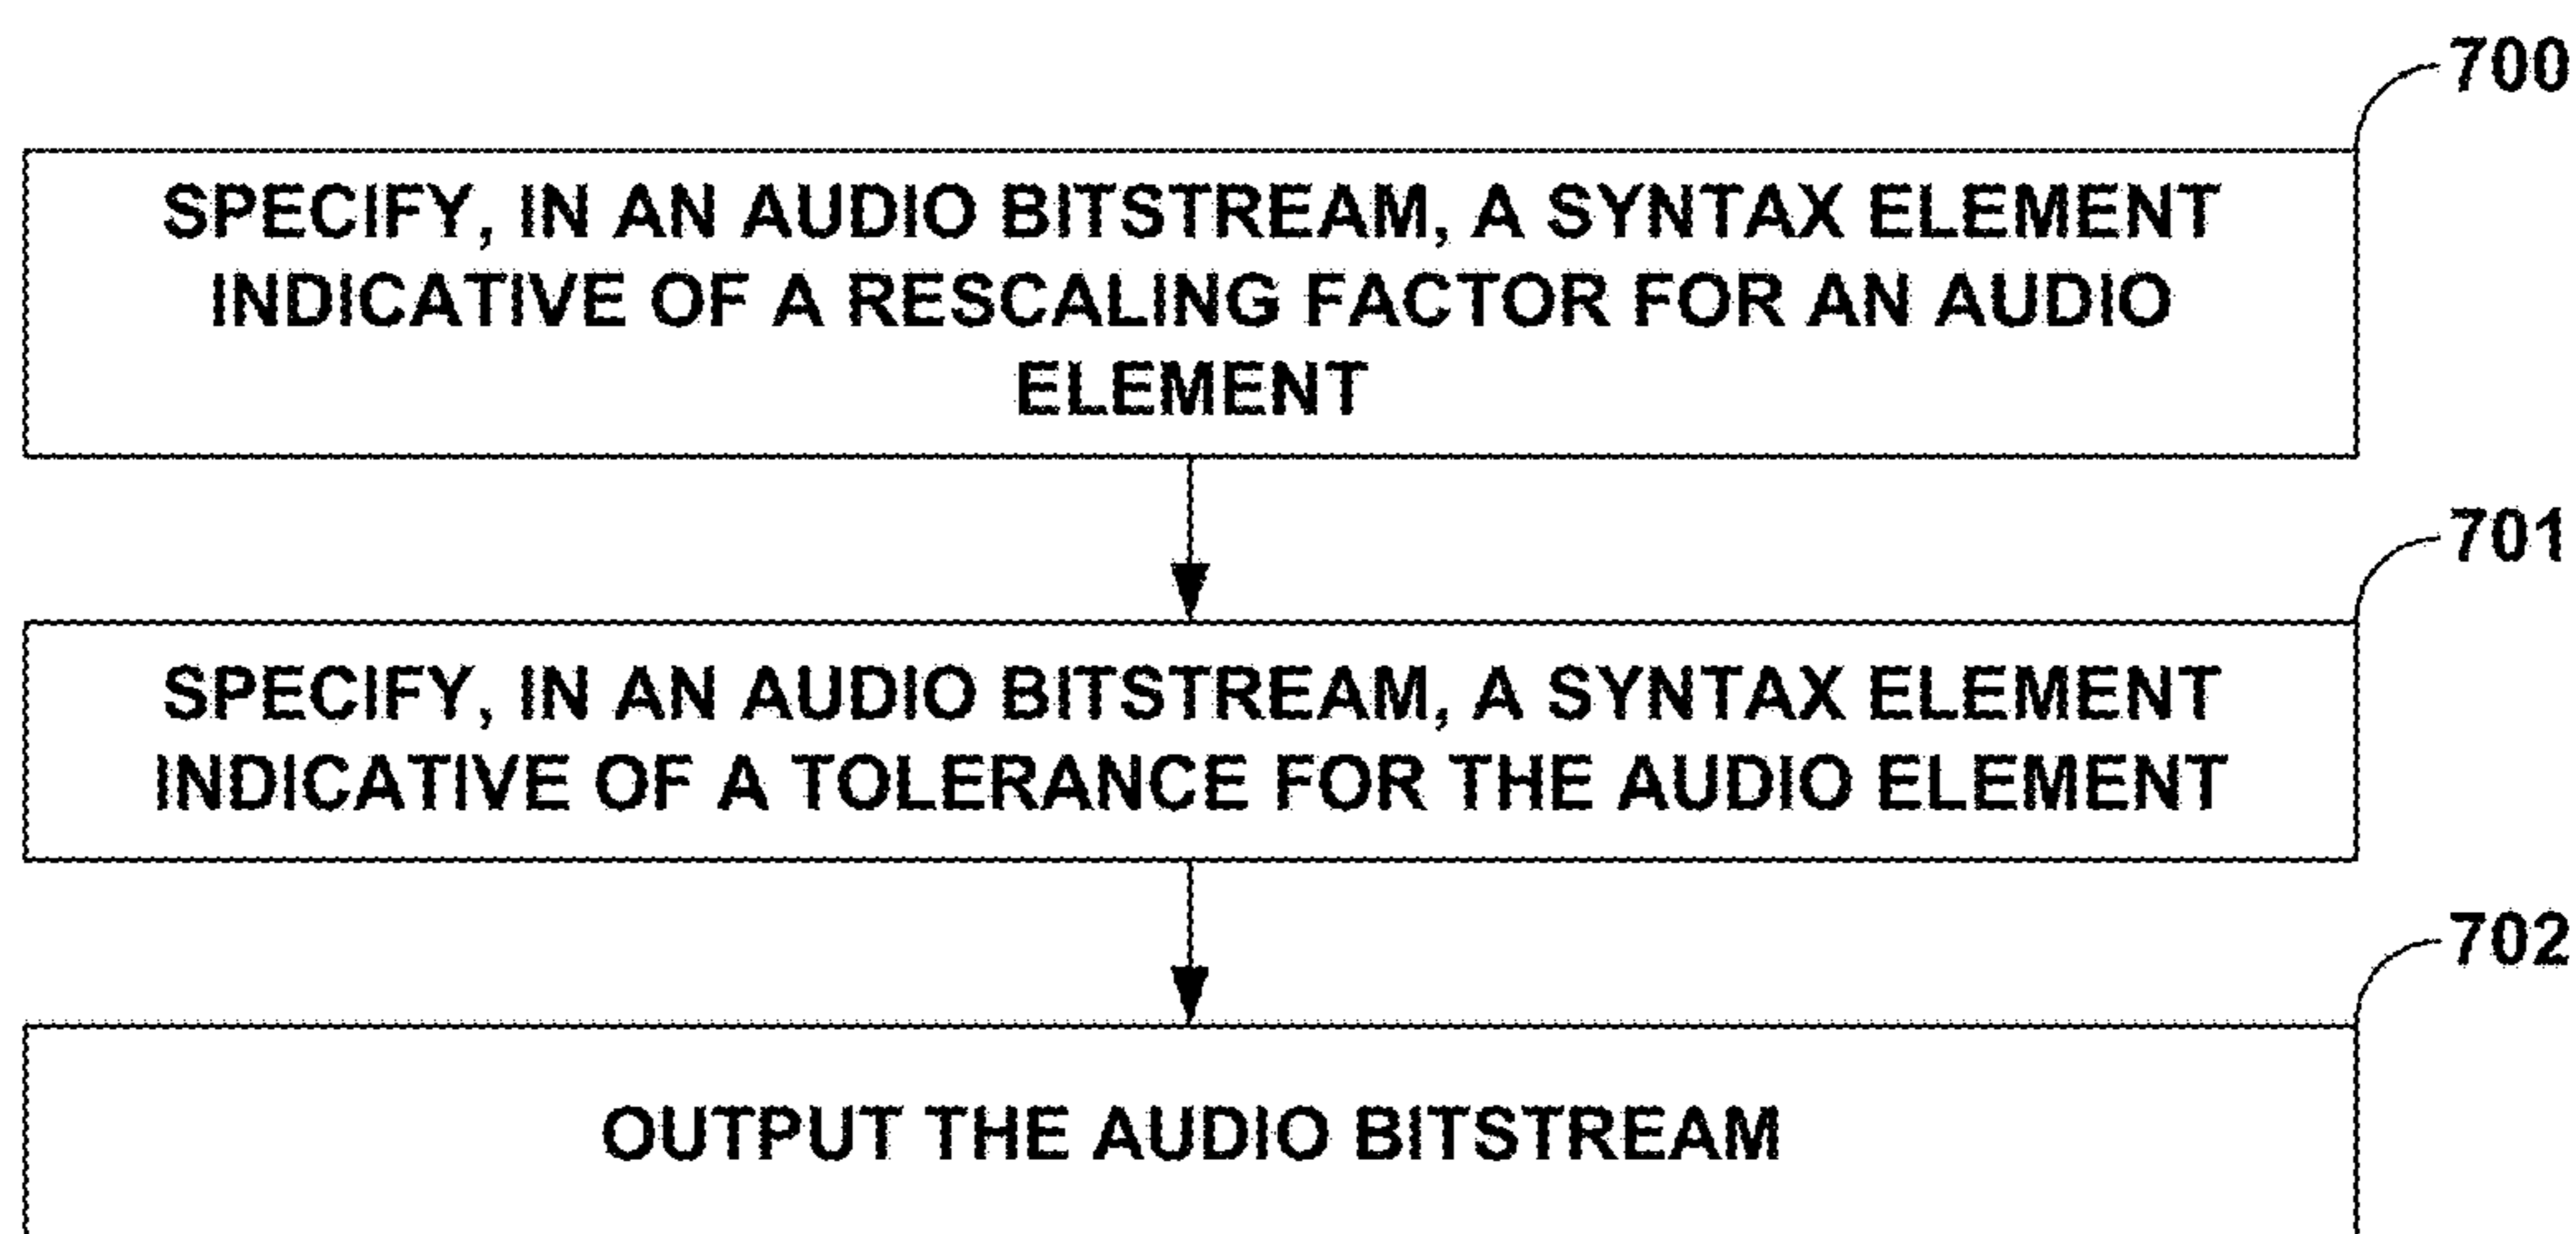 700
SPECIFY, IN AN AUDIO BITSTREAM, A SYNTAX ELEMENT
INDICATIVE OF A RESCALING FACTOR FOR AN AUDIO
ELEMENT
701
SPECIFY, IN AN AUDIO BITSTREAM, A SYNTAX ELEMENT
INDICATIVE OF A TOLERANCE FOR THE AUDIO ELEMENT
702
OUTPUT THE AUDIO BITSTREAM